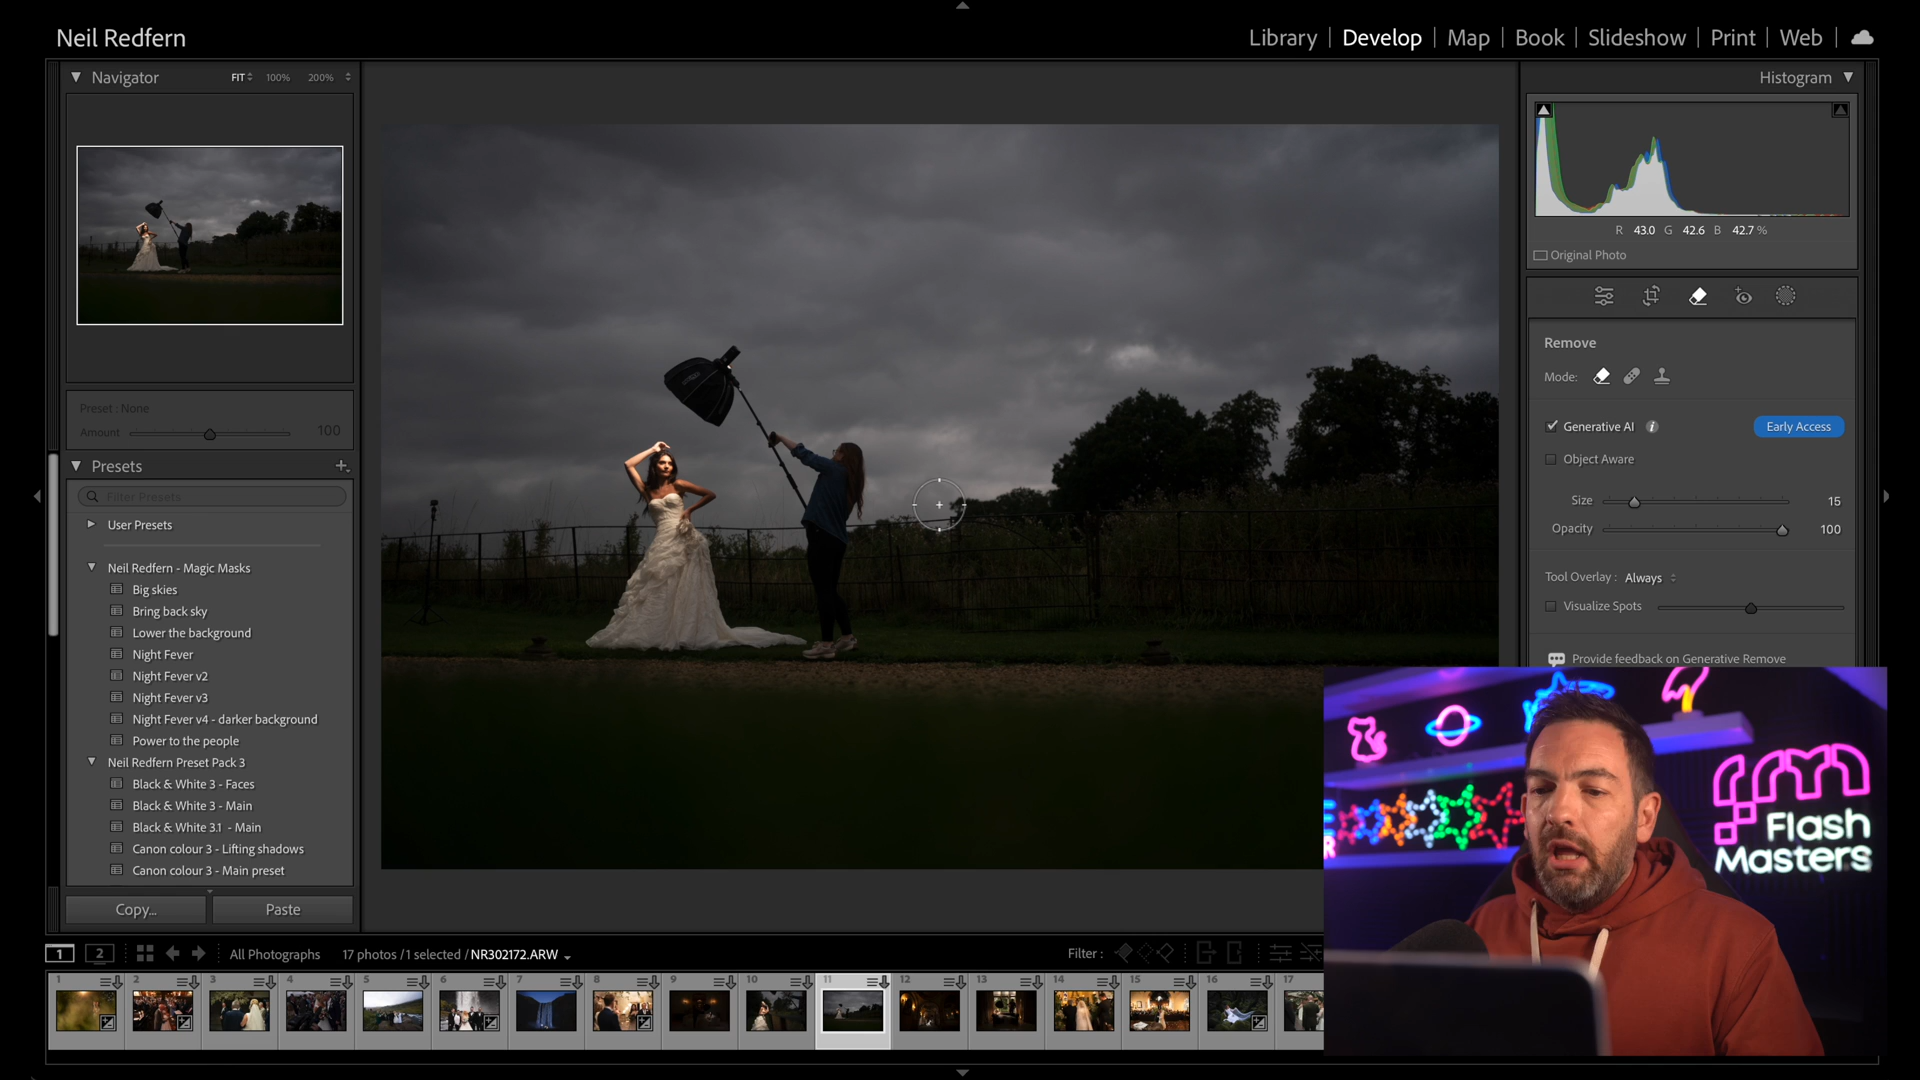 Neil Redfern
Library | Develop | Map | Book | Slideshow | Print | Web
Navigator FIT 100% 200%
Histogram
R 43.0 G 42.6 B 42.7 %
Original Photo
Preset : None
Amount 100
Presets
Filter Presets
User Presets
Neil Redfern - Magic Masks
Big skies
Bring back sky
Lower the background
Night Fever
Night Fever v2
Night Fever v3
Night Fever v4 - darker background
Power to the people
Neil Redfern Preset Pack 3
Black & White 3 - Faces
Black & White 3 - Main
Black & White 3.1 - Main
Canon colour 3 - Lifting shadows
Canon colour 3 - Main preset
Copy...
Paste
Remove
Mode:
Generative AI
Early Access
Object Aware
Size 15
Opacity 100
Tool Overlay : Always
Visualize Spots
Provide feedback on Generative Remove
Flash
Masters
1 2 All Photographs 17 photos /1 selected /NR302172.ARW
Filter :
1 2 3 4 5 6 7 8 9 10 11 12 13 14 15 16 17